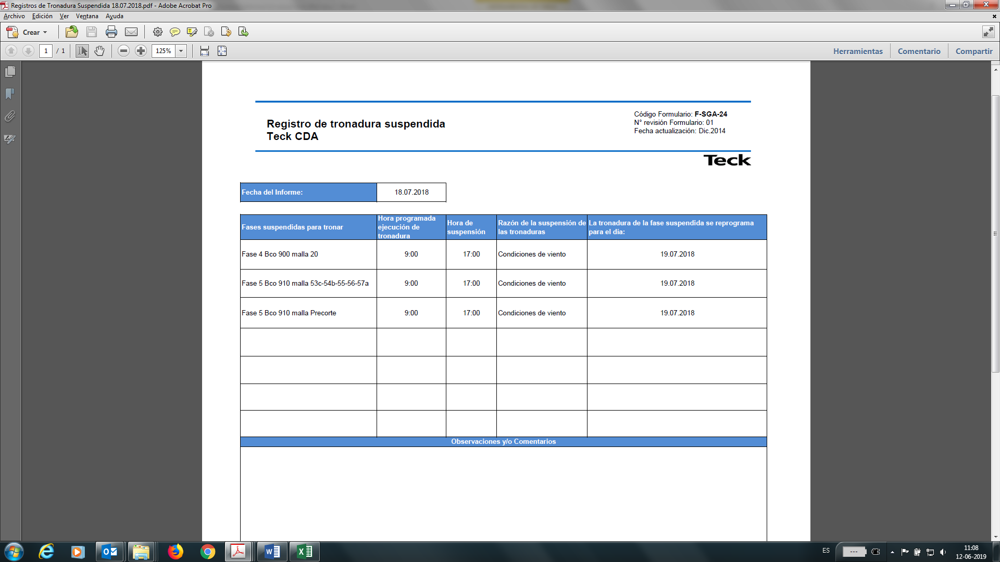 Registros de Tronadura Suspendida 18.07.2018.pdf - Adobe Acrobat Pro
Archivo Edición Ver Ventana Ayuda
Crear
1 / 1 125% Herramientas Comentario Compartir
Registro de tronadura suspendida
Teck CDA
Código Formulario: F-SGA-24
N° revisión Formulario: 01
Fecha actualización: Dic.2014
Teck
Fecha del Informe: 18.07.2018
Fases suspendidas para tronar
Hora programada
ejecución de
tronadura
Hora de
suspensión
Razón de la suspensión de
las tronaduras
La tronadura de la fase suspendida se reprograma
para el día:
Fase 4 Bco 900 malla 20 9:00 17:00 Condiciones de viento 19.07.2018
Fase 5 Bco 910 malla 53c-54b-55-56-57a 9:00 17:00 Condiciones de viento 19.07.2018
Fase 5 Bco 910 malla Precorte 9:00 17:00 Condiciones de viento 19.07.2018
Observaciones y/o Comentarios
ES
11:08
12-06-2019